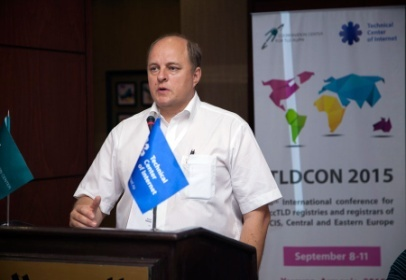 Technical
Center
of Internet
Technical
Center
of Internet
TLDCON 2015
International conference for
ccTLD registries and registrars of
CIS, Central and Eastern Europe
September 8-11